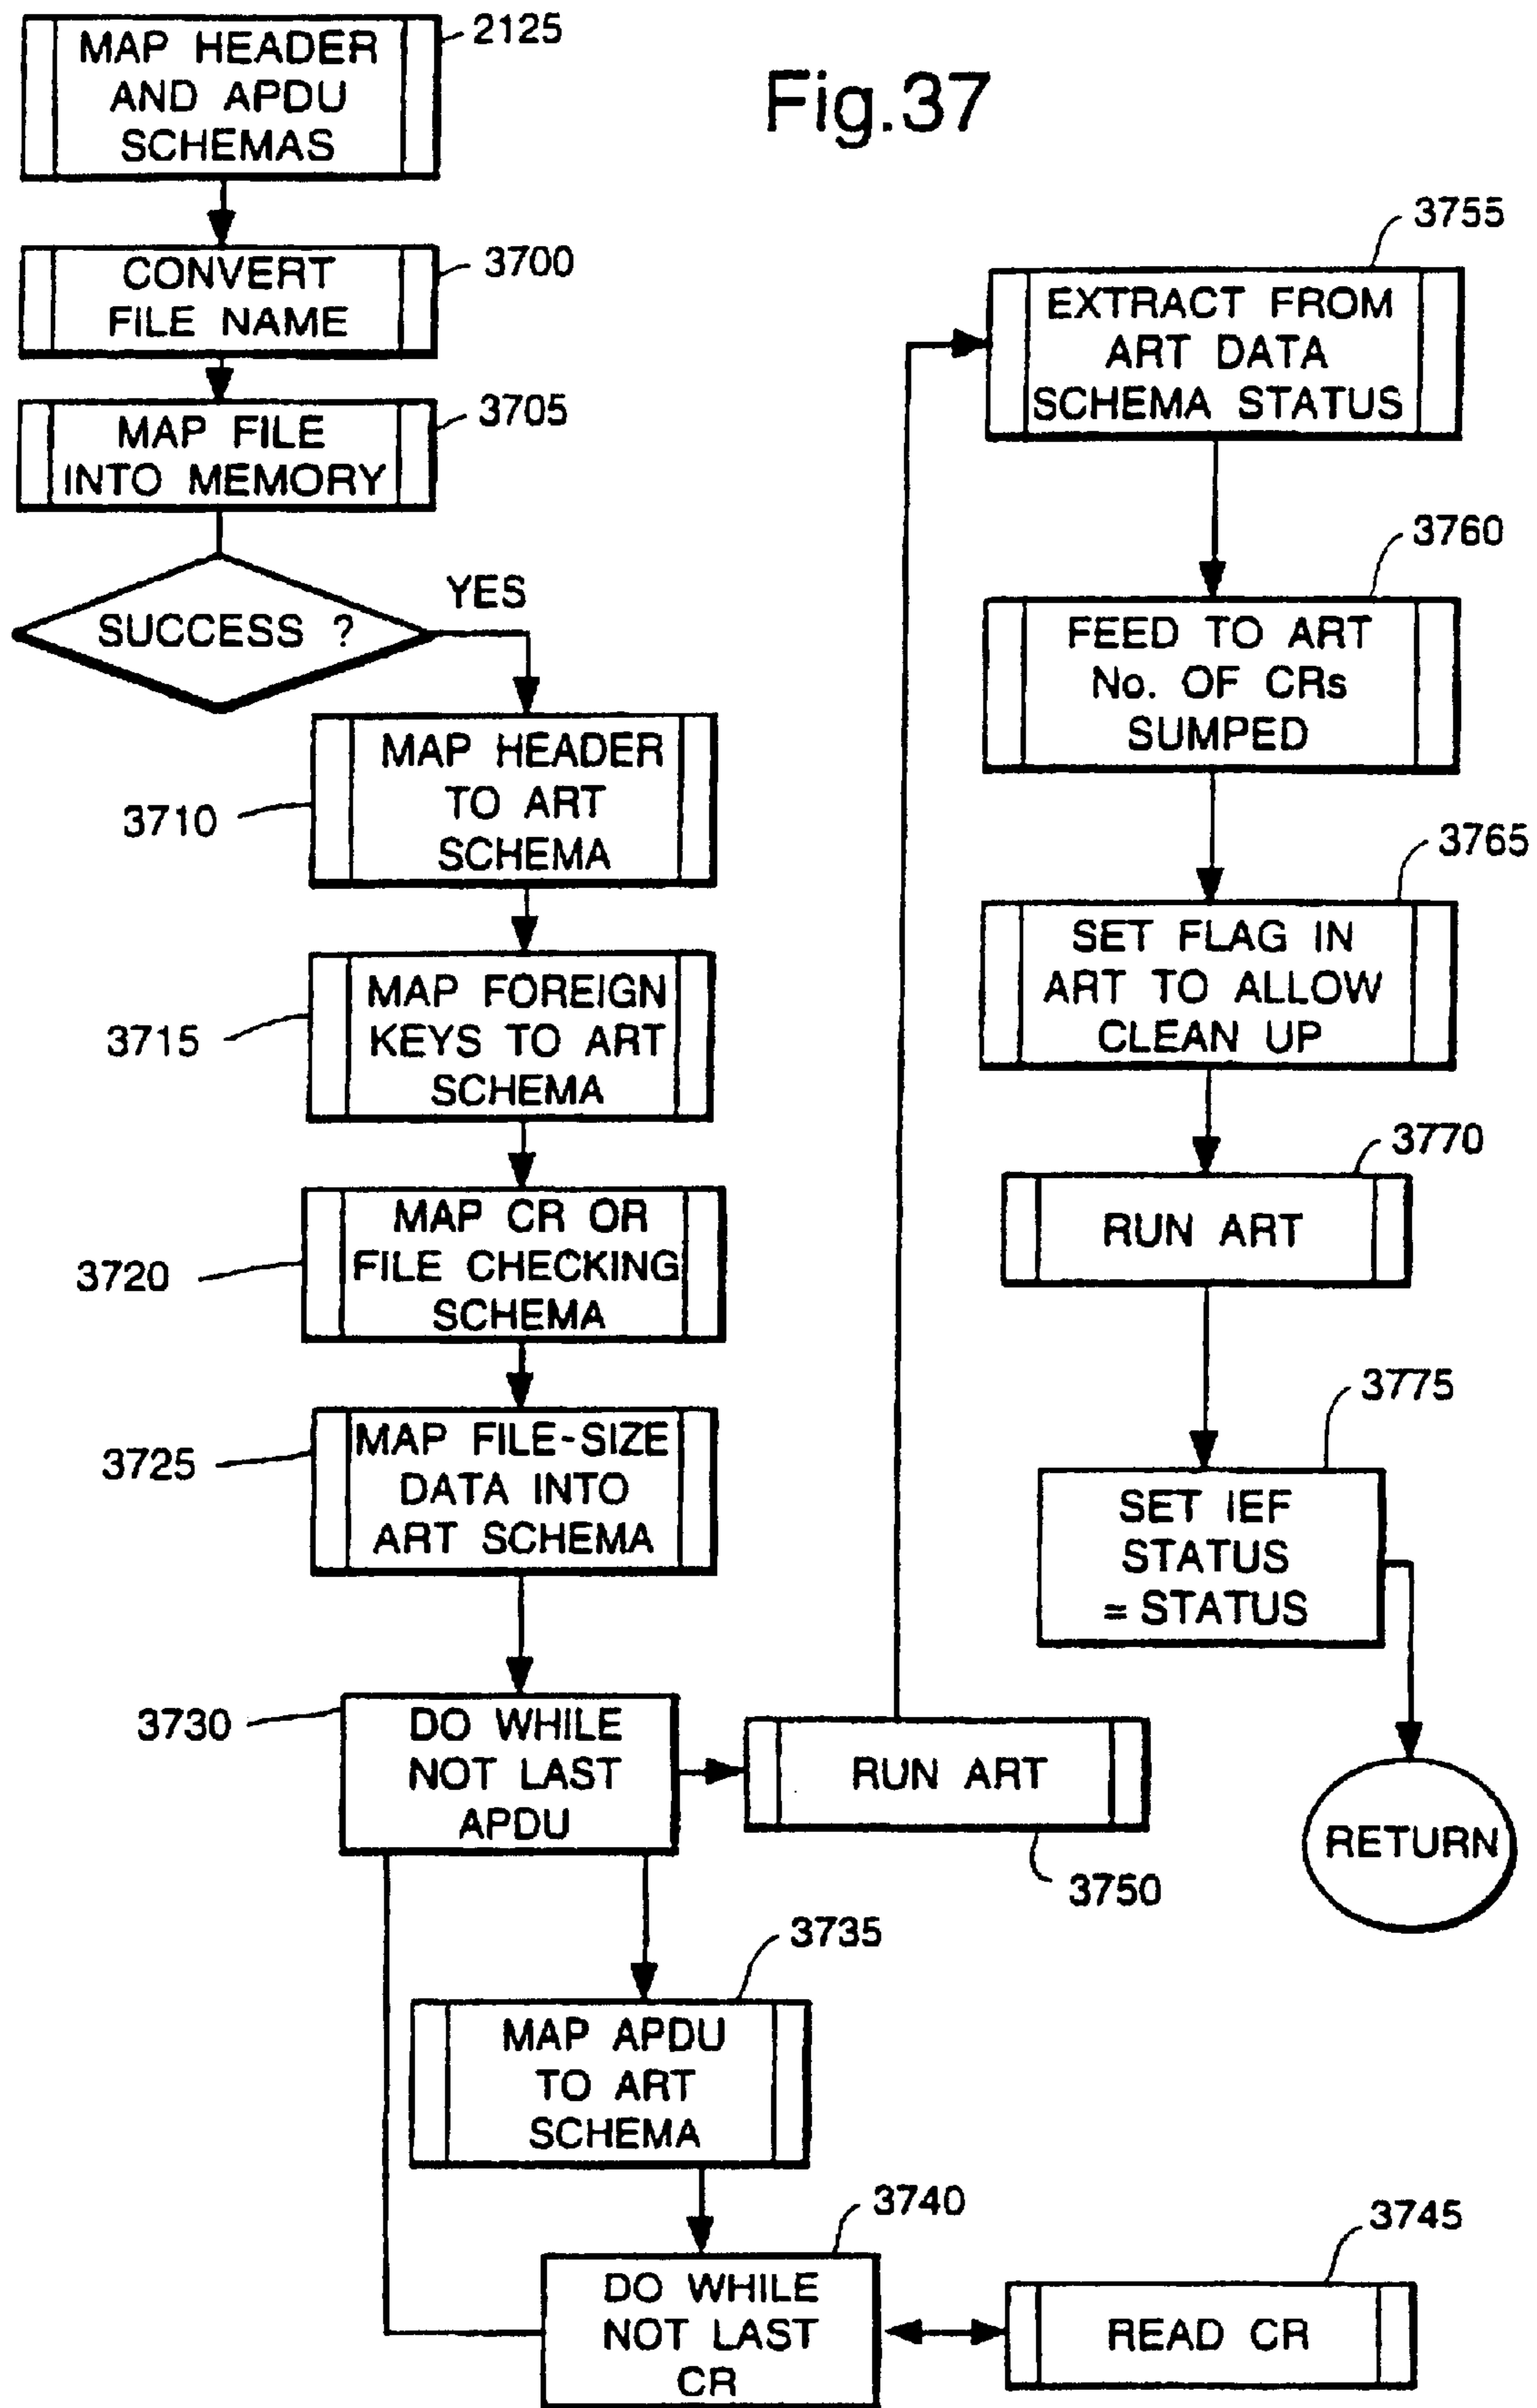 Fig.37
MAP HEADER
AND APDU
SCHEMAS
2125
CONVERT
FILE NAME
3700
MAP FILE
INTO MEMORY
3705
SUCCESS ?
YES
MAP HEADER
TO ART
SCHEMA
3710
MAP FOREIGN
KEYS TO ART
SCHEMA
3715
MAP CR OR
FILE CHECKING
SCHEMA
3720
MAP FILE-SIZE
DATA INTO
ART SCHEMA
3725
DO WHILE
NOT LAST
APDU
3730
MAP APDU
TO ART
SCHEMA
3735
DO WHILE
NOT LAST
CR
3740
READ CR
3745
RUN ART
3750
EXTRACT FROM
ART DATA
SCHEMA STATUS
3755
FEED TO ART
No. OF CRs
SUMPED
3760
SET FLAG IN
ART TO ALLOW
CLEAN UP
3765
RUN ART
3770
SET IEF
STATUS
= STATUS
3775
RETURN